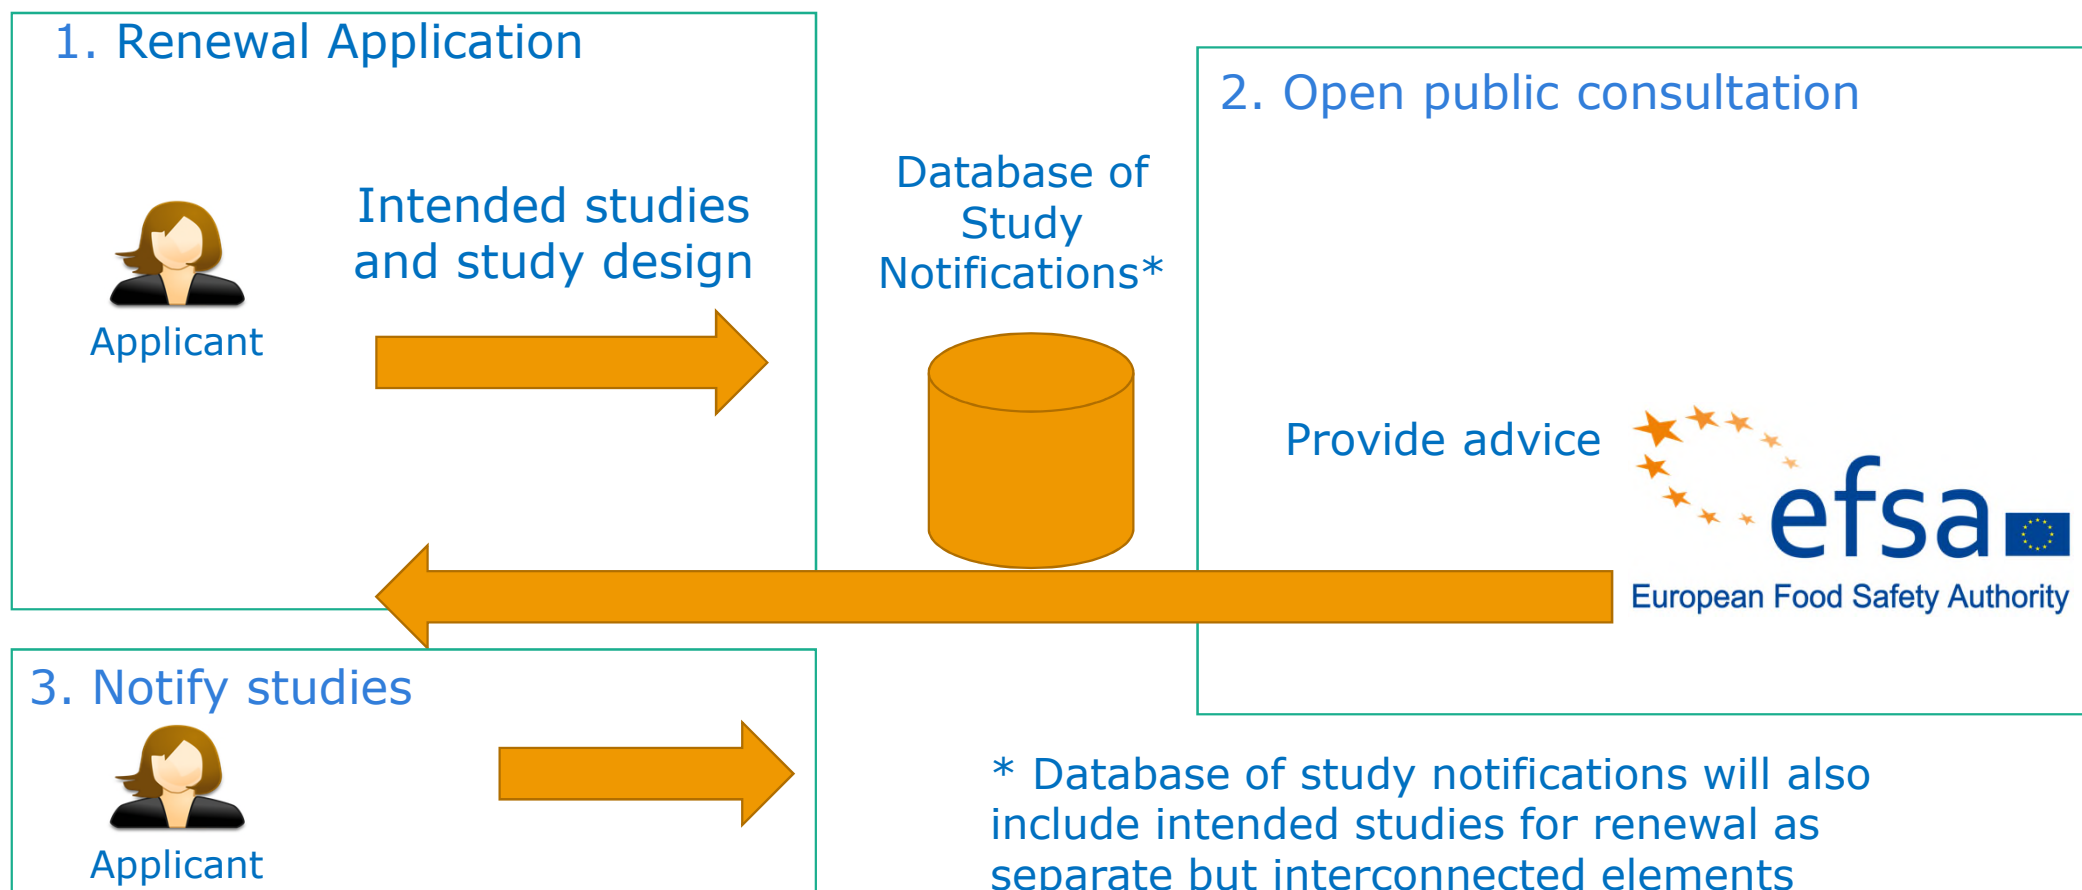 1. Renewal Application
Applicant
Intended studies
and study design
Database of
Study
Notifications*
2. Open public consultation
Provide advice
efsa
European Food Safety Authority
3. Notify studies
Applicant
* Database of study notifications will also
include intended studies for renewal as
separate but interconnected elements